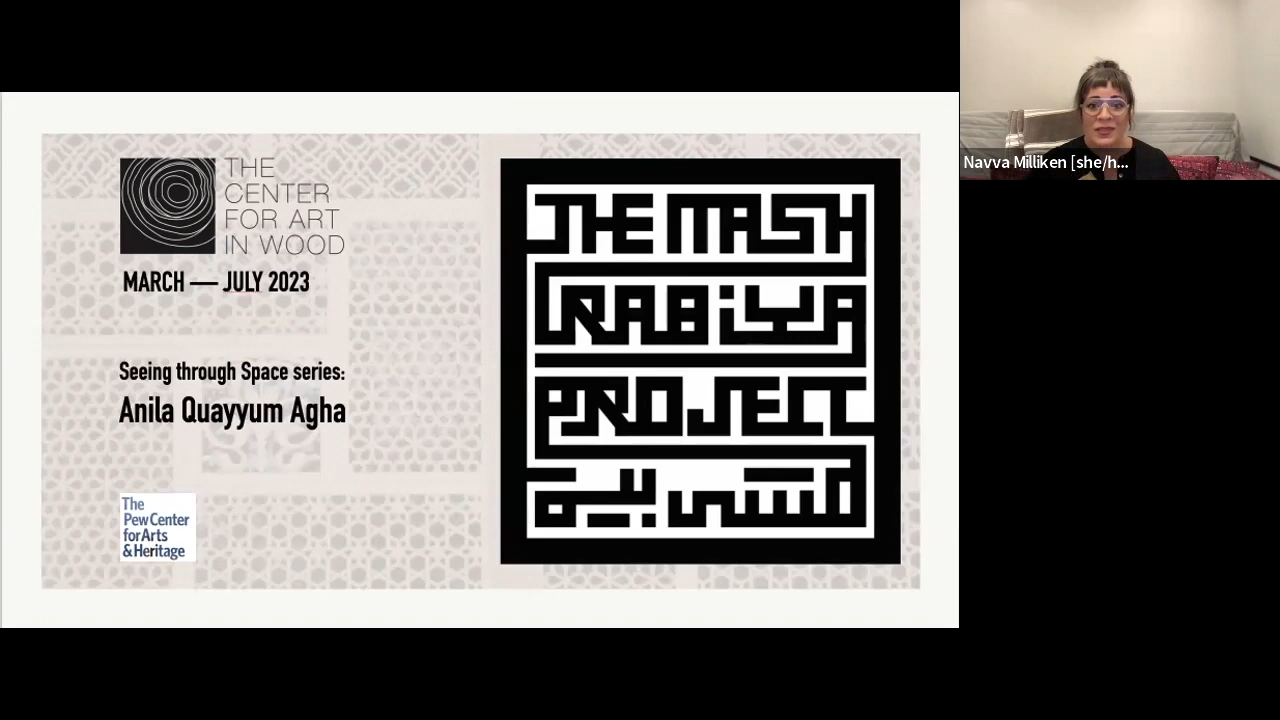 THE
CENTER
FOR ART
IN WOOD
MARCH — JULY 2023
Seeing through Space series:
Anila Quayyum Agha
The
Pew Center
for Arts
& Heritage
THE MASH
RABiYA
PROJECT
مشربية
Navva Milliken [she/h...